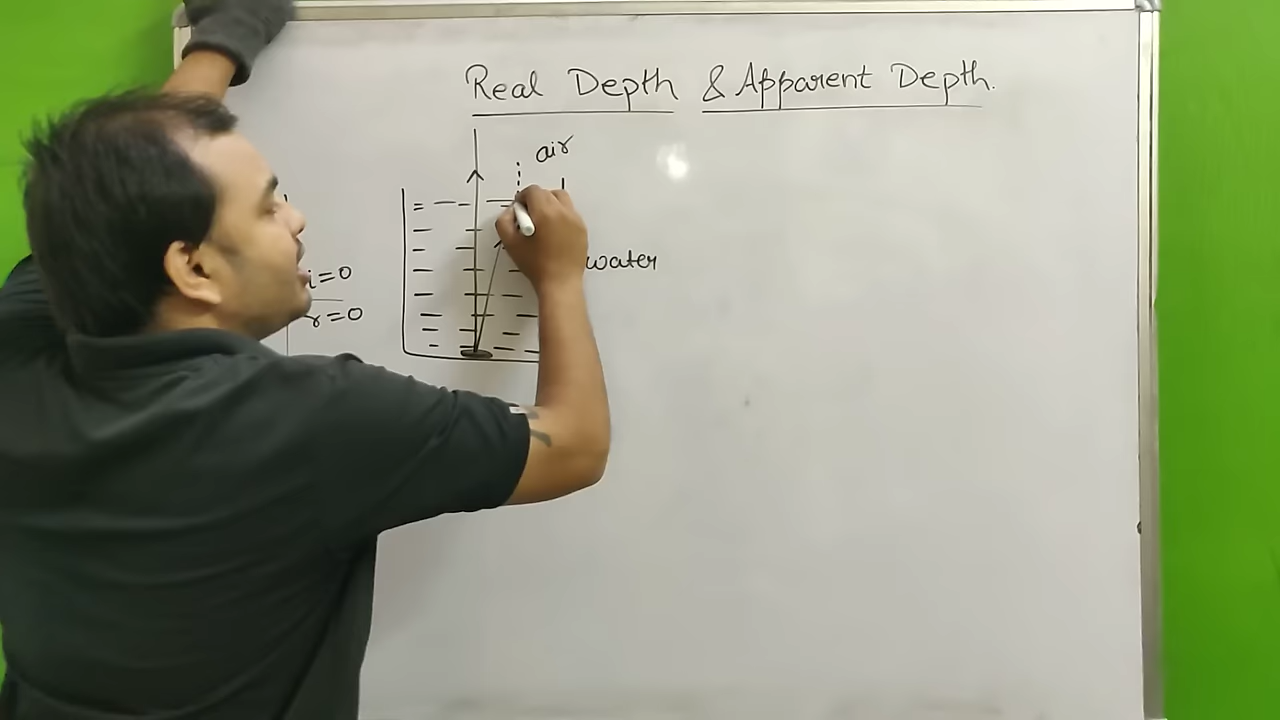 Real Depth & Apparent Depth.
air
water
i=0
r=0